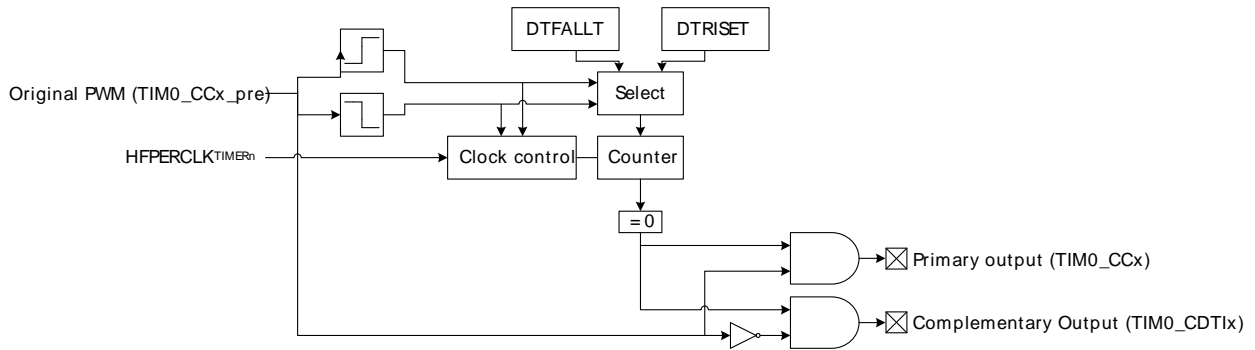 DTFALLT
DTRISET
Original PWM (TIM0_CCx_pre)
Select
HFPERCLKTIMERn
Clock control
Counter
= 0
Primary output (TIM0_CCx)
Complementary Output (TIM0_CDTIx)